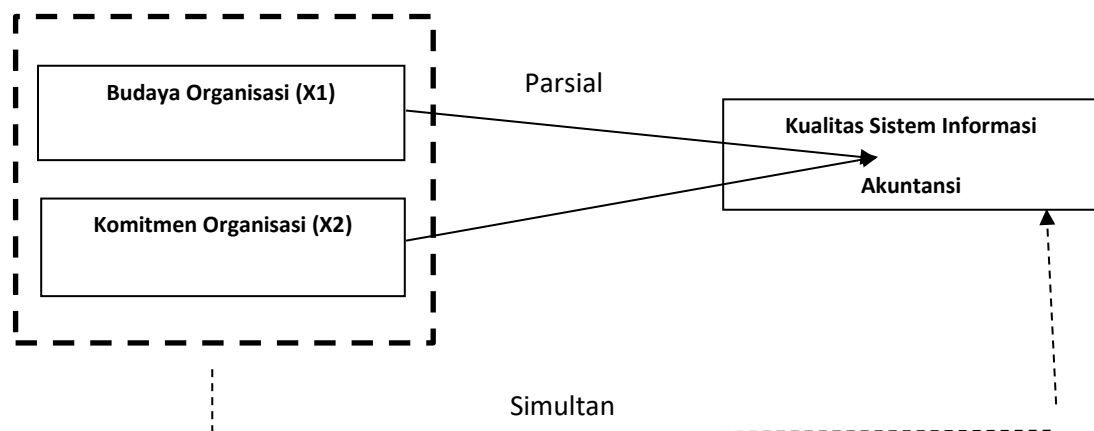 Budaya Organisasi (X1)
Parsial
Kualitas Sistem Informasi
Akuntansi
Komitmen Organisasi (X2)
Simultan